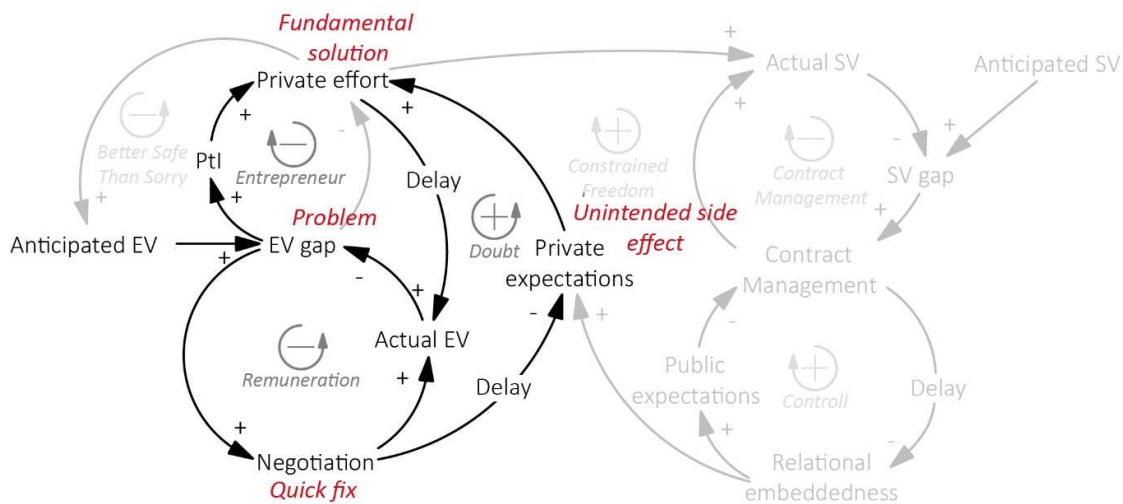 Fundamental
solution
Private effort
+
+
-
+
+
+
Actual SV
Anticipated SV
+
-
+
SV gap
+
Better Safe
Than Sorry
+
PtI
Entrepreneur
+
Delay
Constrained
Freedom
Contract
Management
Problem
Anticipated EV
EV gap
+
-
+
Doubt
Private
expectations
Unintended side
effect
Contract
Management
-
Remuneration
Actual EV
+
-
+
Delay
Public
expectations
Controll
Delay
+
-
+
Negotiation
Quick fix
Relational
embeddedness